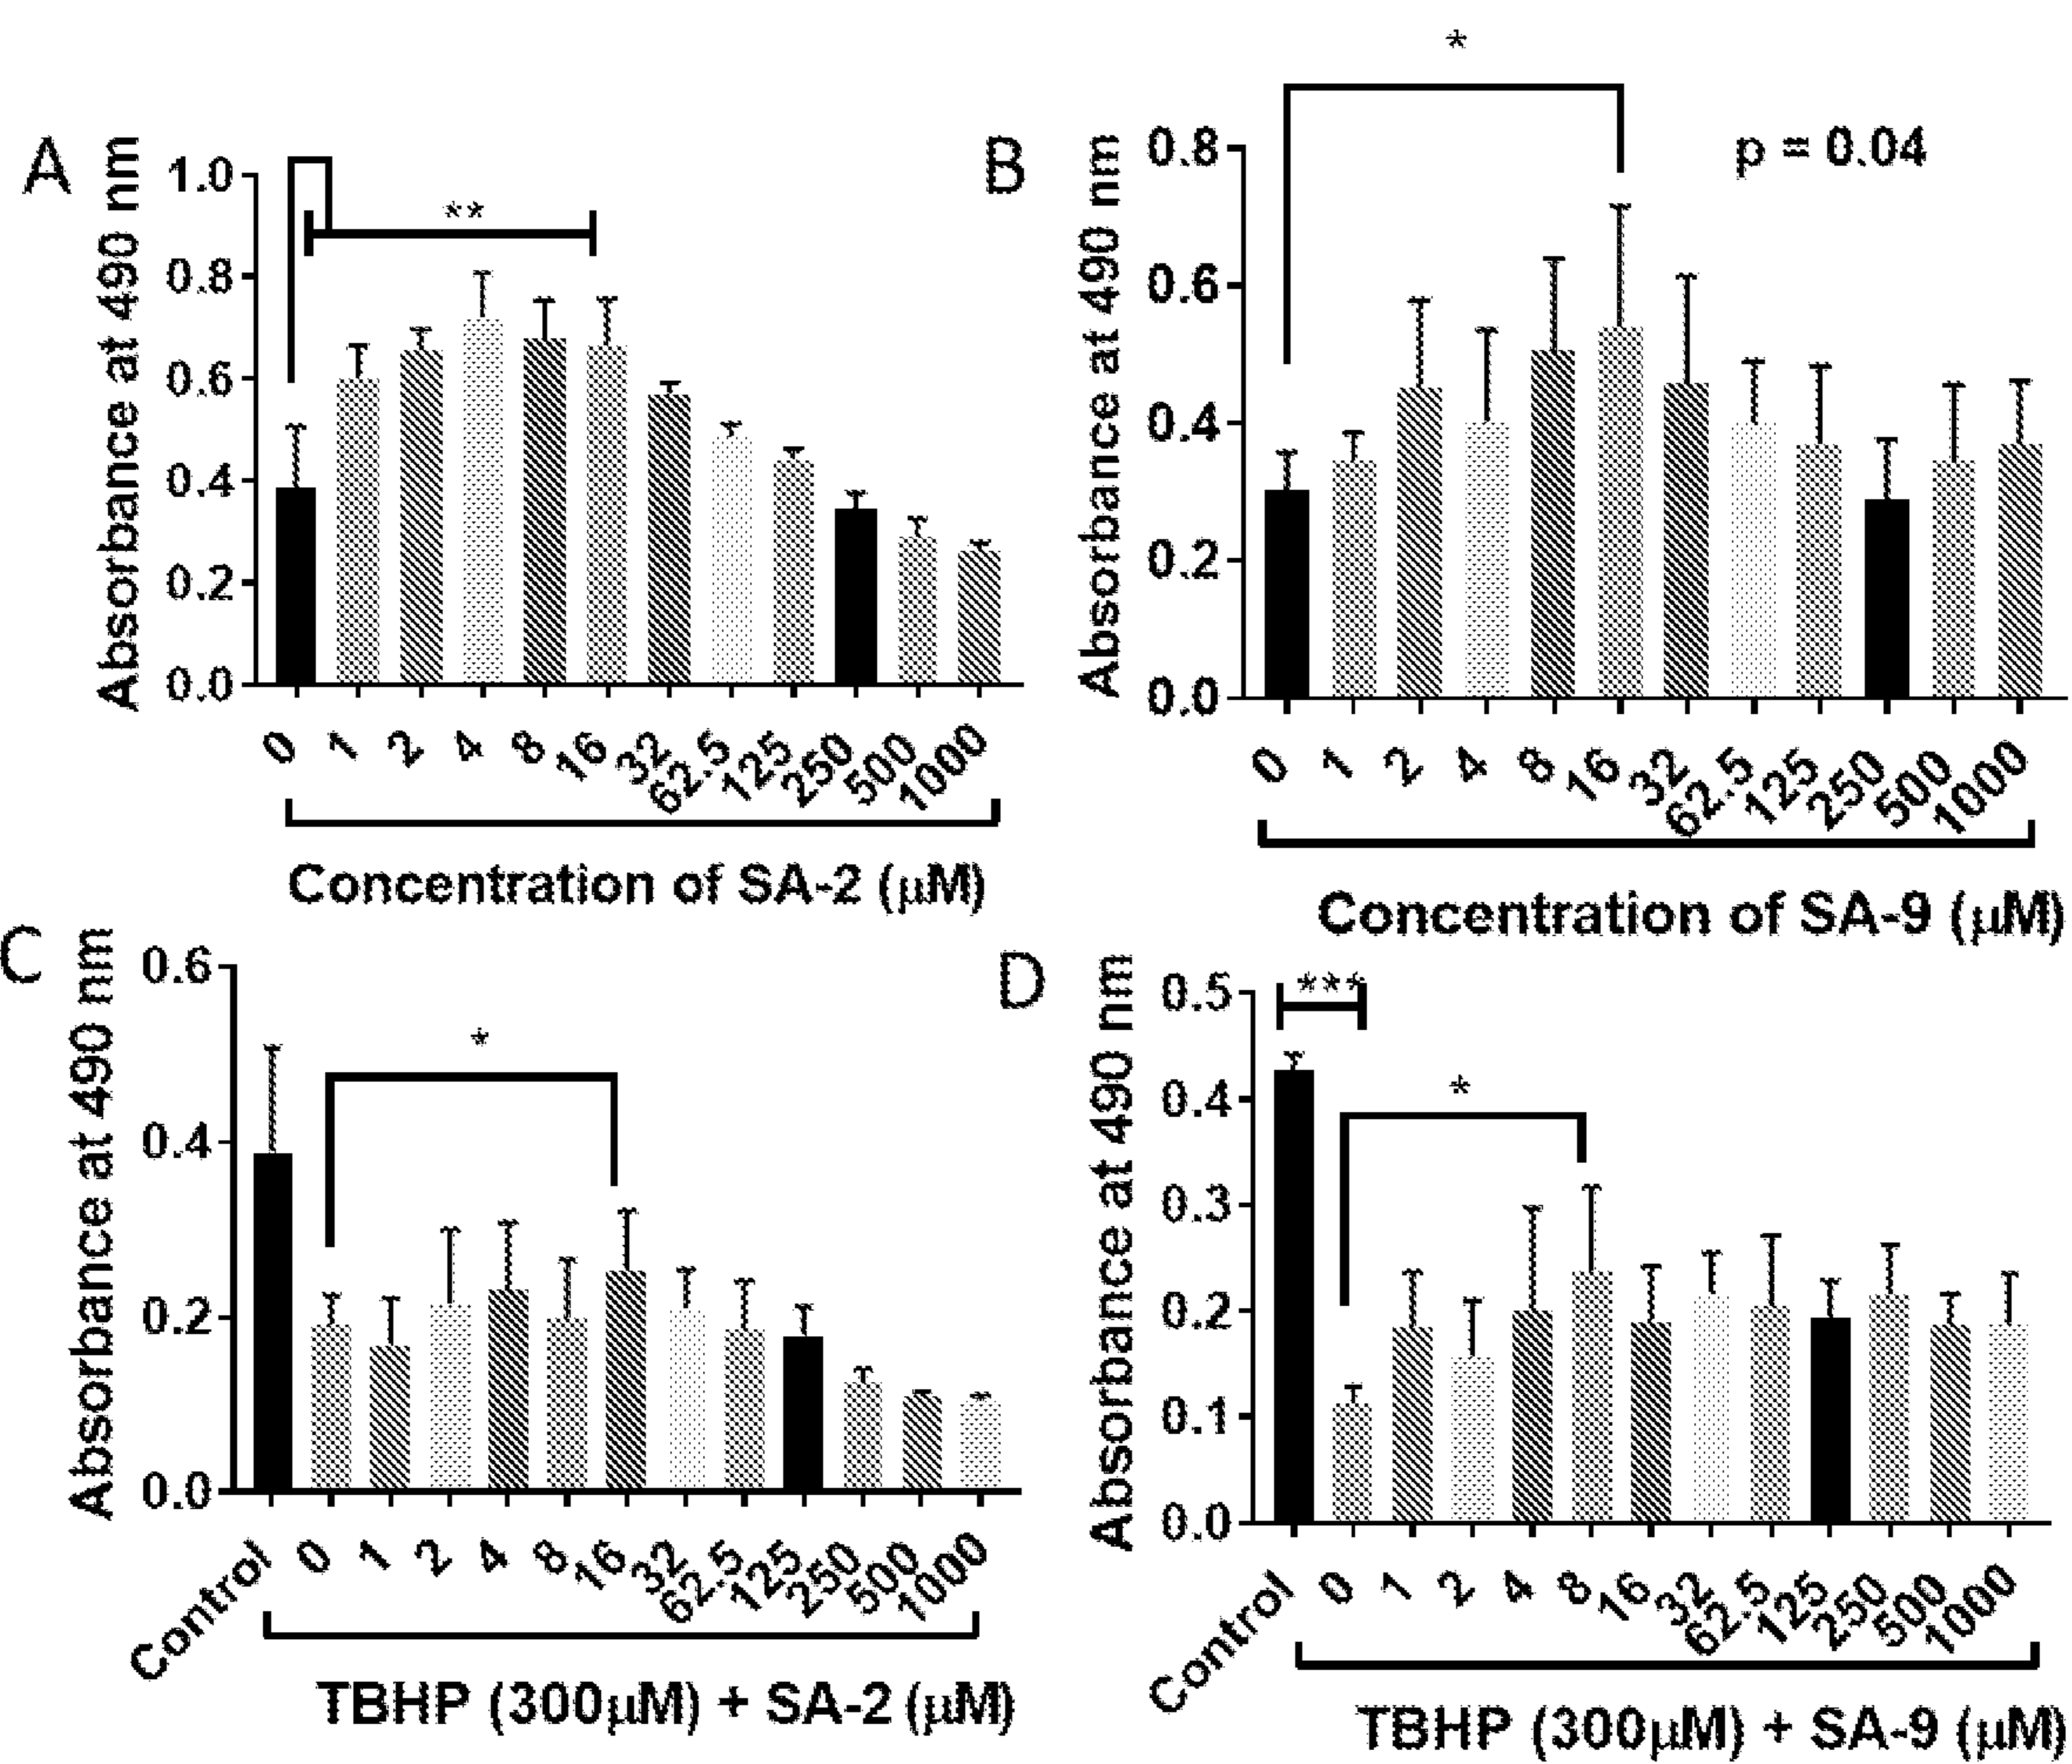 A
Absorbance at 490 nm
1.0
0.8
0.6
0.4
0.2
0.0
**
0 1 2 4 8 16 32 62.5 125 250 500 1000
Concentration of SA-2 (μM)
B
Absorbance at 490 nm
0.8
0.6
0.4
0.2
0.0
*
p = 0.04
0 1 2 4 8 16 32 62.5 125 250 500 1000
Concentration of SA-9 (μM)
C
Absorbance at 490 nm
0.6
0.4
0.2
0.0
*
Control 0 1 2 4 8 16 32 62.5 125 250 500 1000
TBHP (300μM) + SA-2 (μM)
D
Absorbance at 490 nm
0.5
0.4
0.3
0.2
0.1
0.0
***
*
Control 0 1 2 4 8 16 32 62.5 125 250 500 1000
TBHP (300μM) + SA-9 (μM)